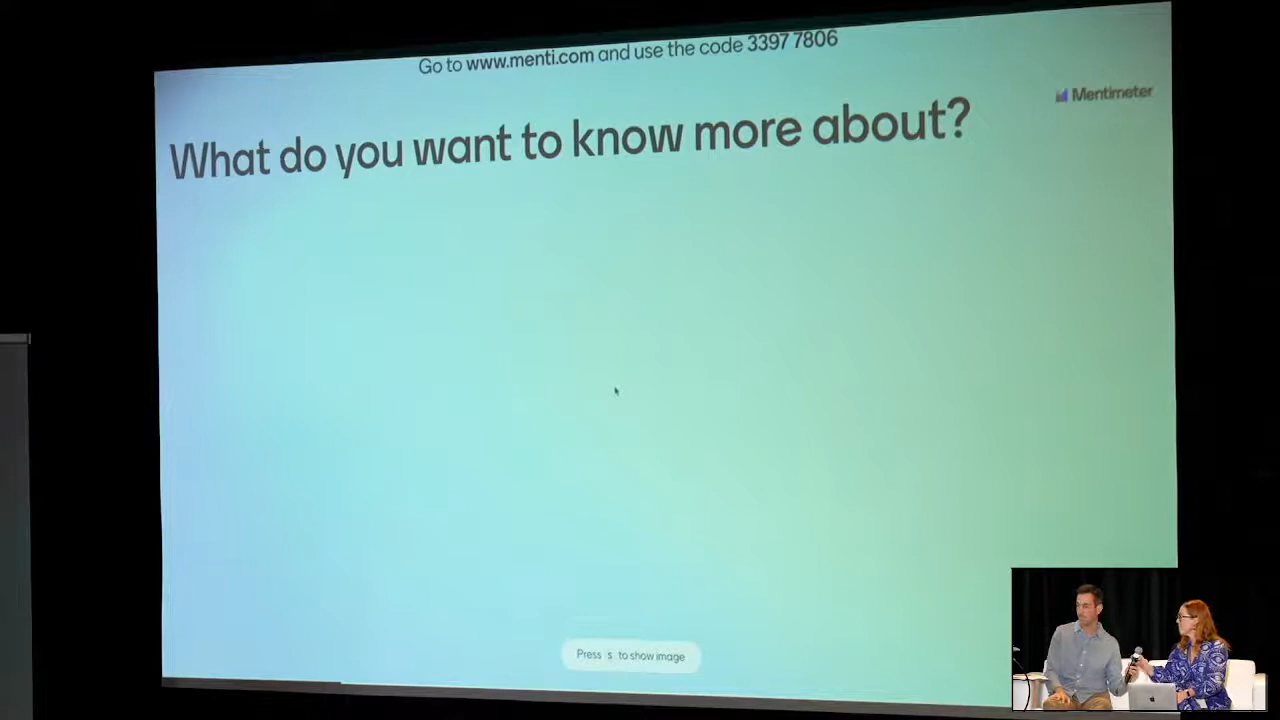 Go to www.menti.com and use the code 3397 7806
Mentimeter
What do you want to know more about?
Press s to show image